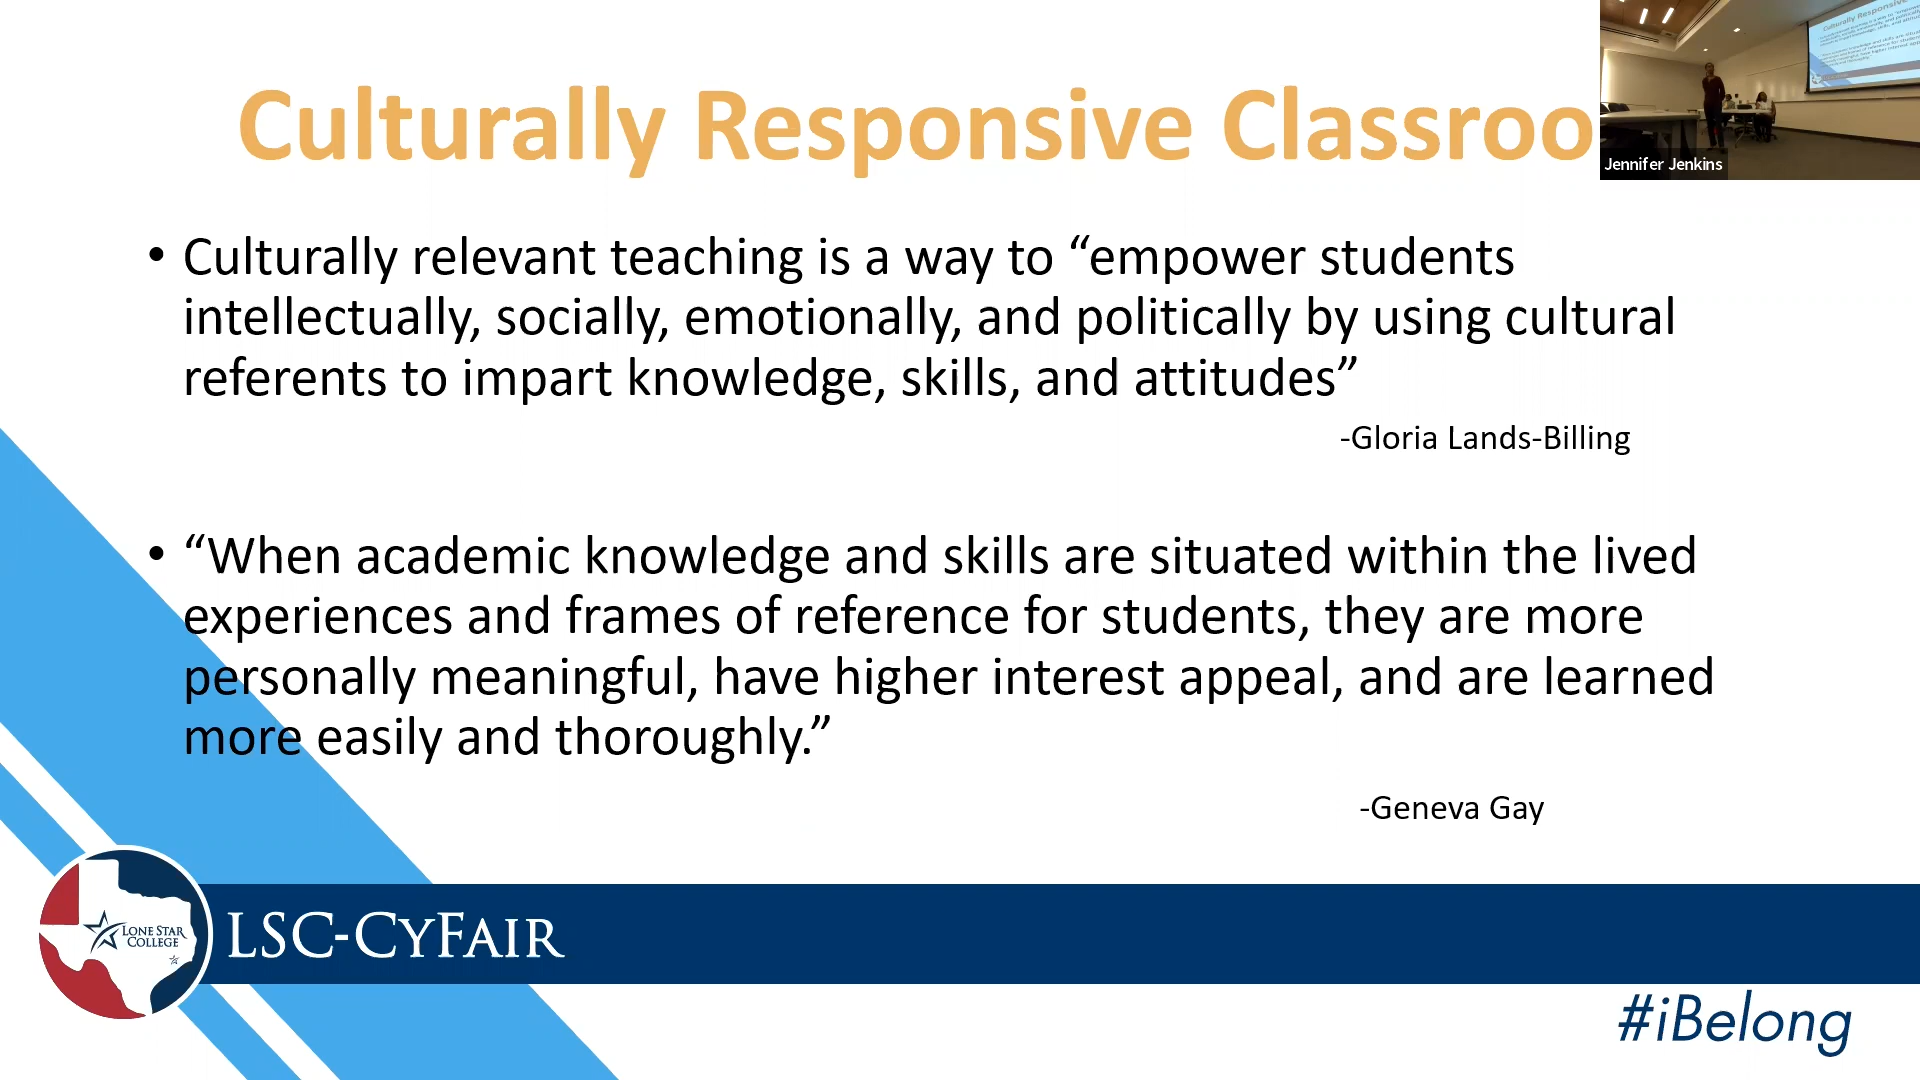 Culturally Responsive Classroo
Jennifer Jenkins
• Culturally relevant teaching is a way to “empower students
intellectually, socially, emotionally, and politically by using cultural
referents to impart knowledge, skills, and attitudes”
-Gloria Lands-Billing
• “When academic knowledge and skills are situated within the lived
experiences and frames of reference for students, they are more
personally meaningful, have higher interest appeal, and are learned
more easily and thoroughly.”
-Geneva Gay
LONE STAR
COLLEGE
LSC-CYFAIR
#iBelong